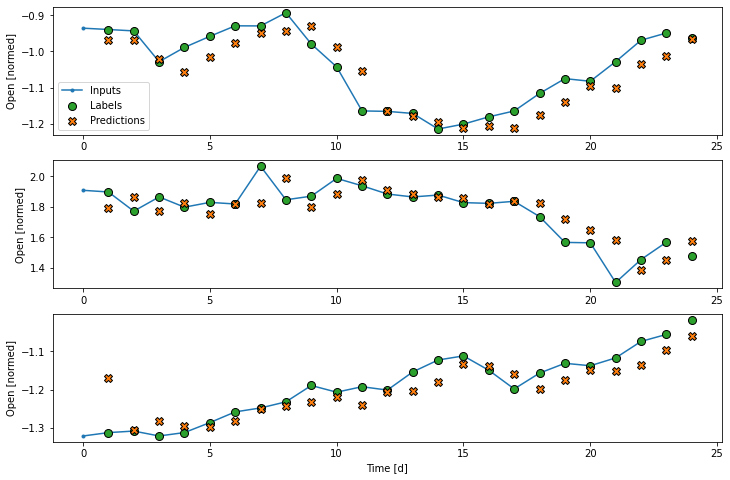 −0.9
−1.0
−1.1
−1.2
Open [normed]
Inputs
Labels
Predictions
0 5 10 15 20 25
2.0
1.8
1.6
1.4
Open [normed]
0 5 10 15 20 25
−1.1
−1.2
−1.3
Open [normed]
0 5 10 15 20 25
Time [d]